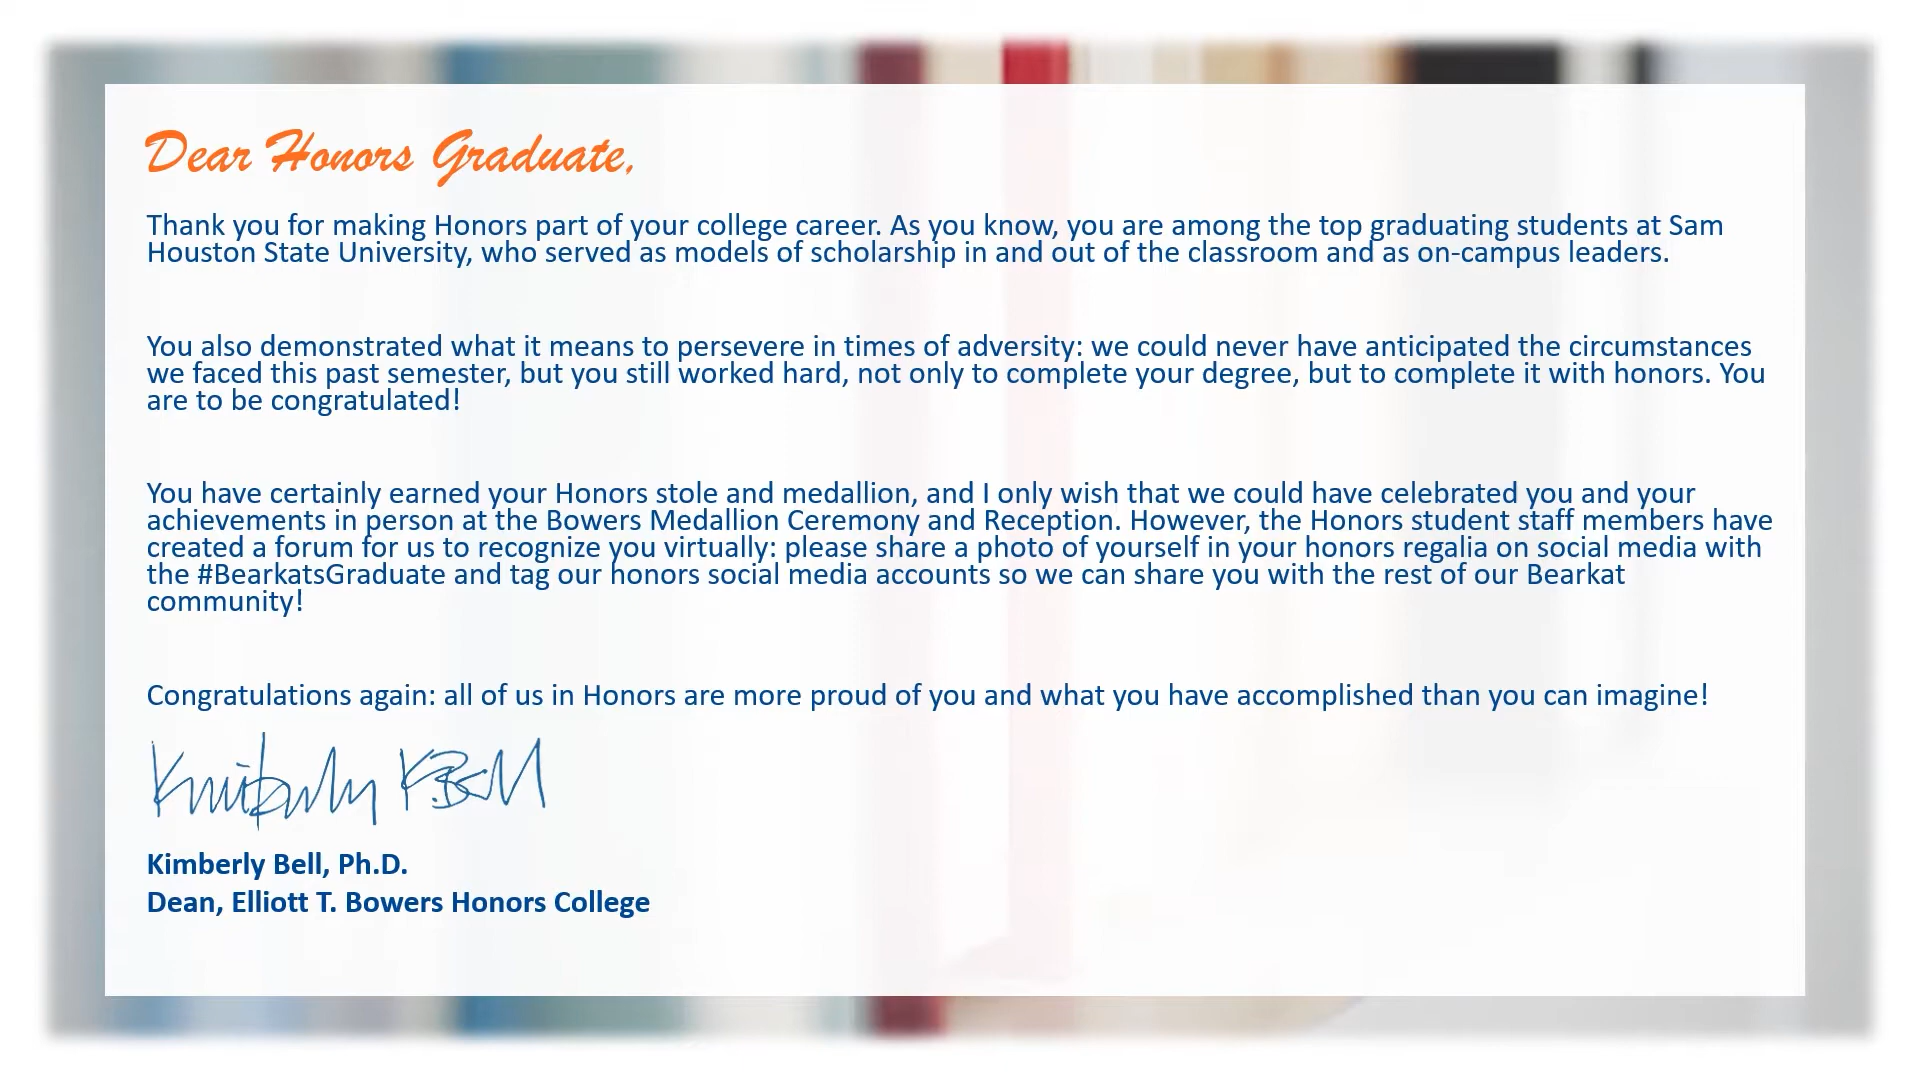 Dear Honors Graduate,
Thank you for making Honors part of your college career. As you know, you are among the top graduating students at Sam
Houston State University, who served as models of scholarship in and out of the classroom and as on-campus leaders.
You also demonstrated what it means to persevere in times of adversity: we could never have anticipated the circumstances
we faced this past semester, but you still worked hard, not only to complete your degree, but to complete it with honors. You
are to be congratulated!
You have certainly earned your Honors stole and medallion, and I only wish that we could have celebrated you and your
achievements in person at the Bowers Medallion Ceremony and Reception. However, the Honors student staff members have
created a forum for us to recognize you virtually: please share a photo of yourself in your honors regalia on social media with
the #BearkatsGraduate and tag our honors social media accounts so we can share you with the rest of our Bearkat
community!
Congratulations again: all of us in Honors are more proud of you and what you have accomplished than you can imagine!
Kimberly K Bell
Kimberly Bell, Ph.D.
Dean, Elliott T. Bowers Honors College